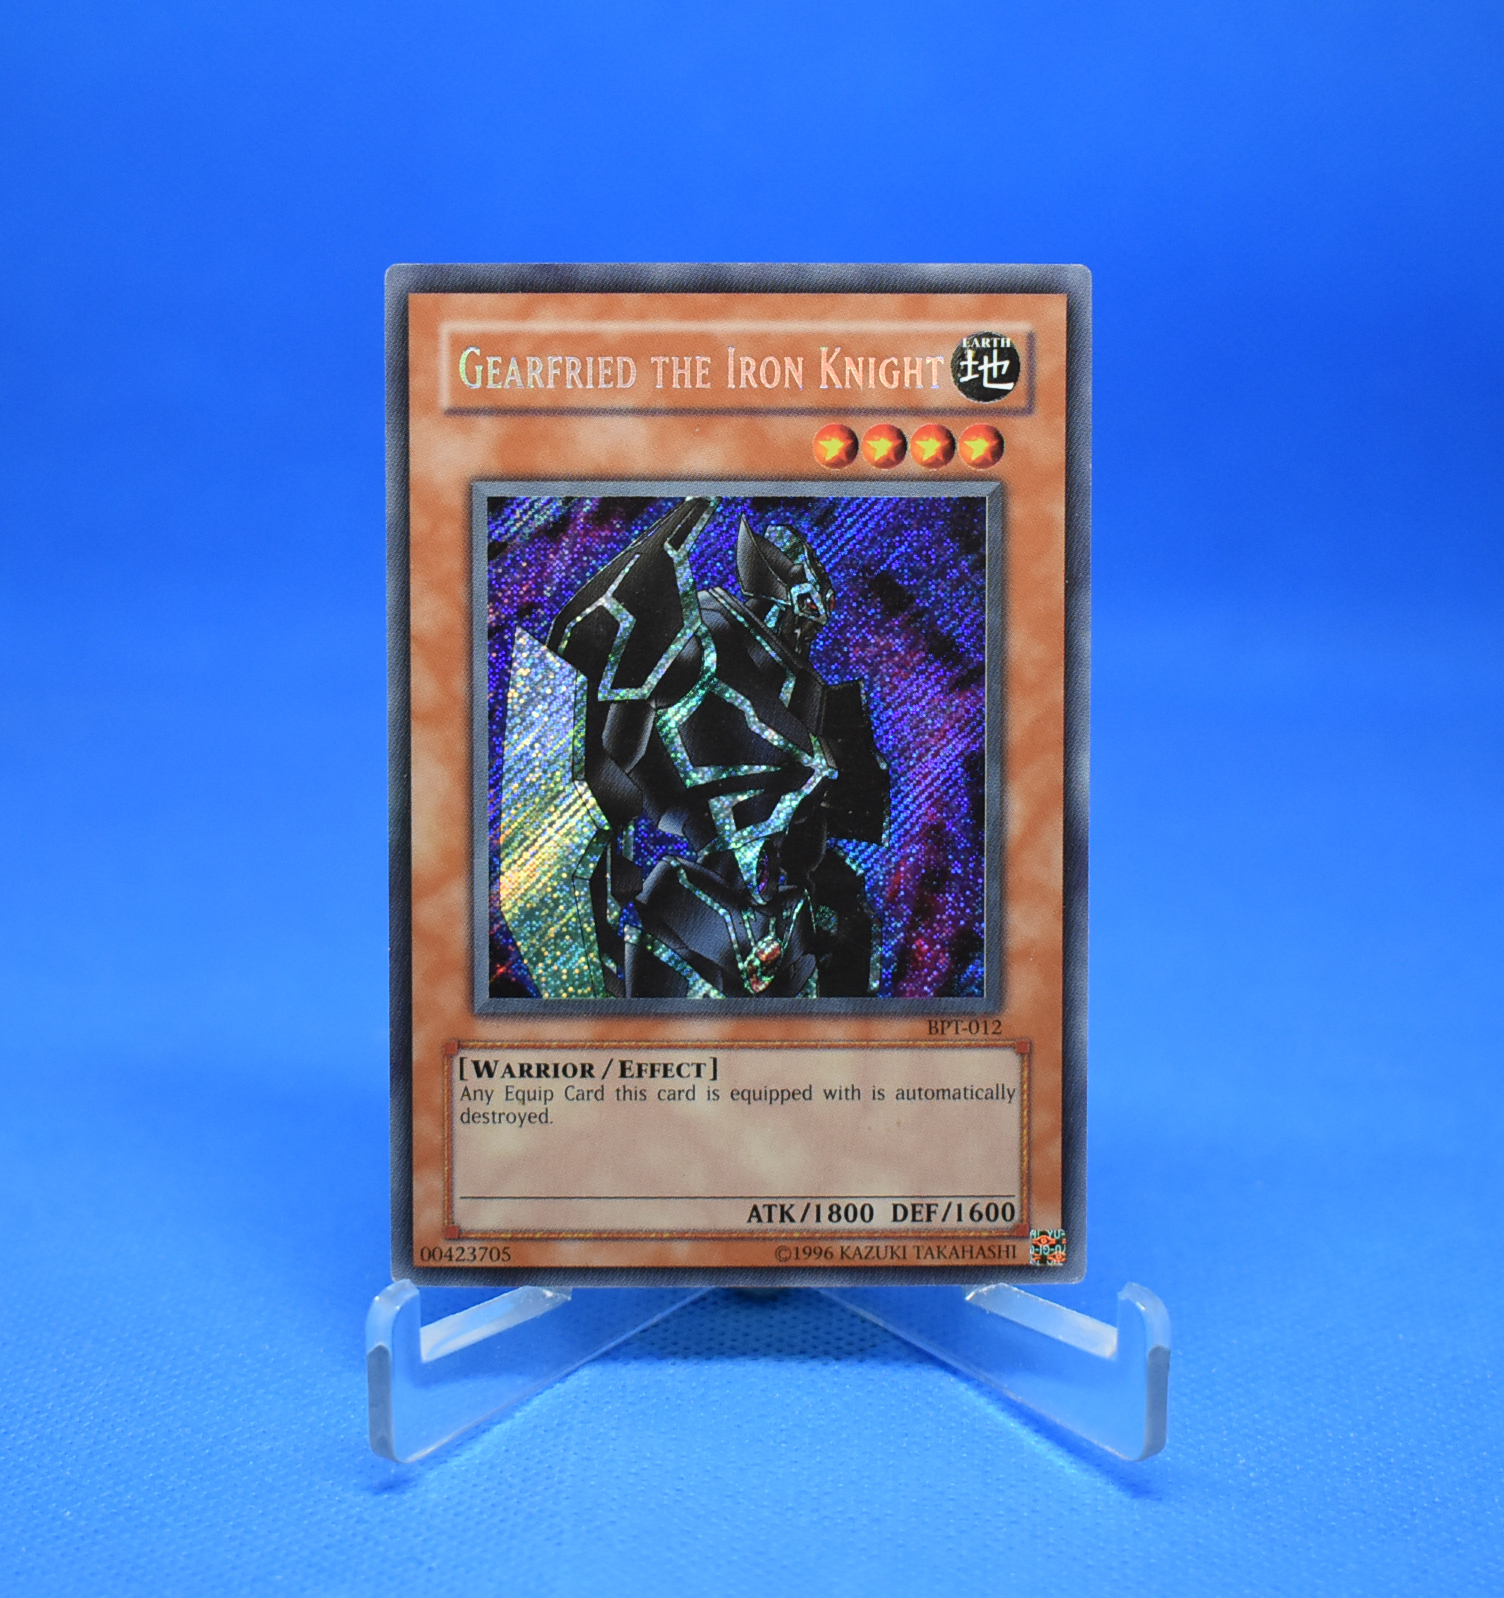 GEARFRIED THE IRON KNIGHT
EARTH
地
BPT-012
[WARRIOR/EFFECT]
Any Equip Card this card is equipped with is automatically
destroyed.
ATK/1800 DEF/1600
00423705
©1996 KAZUKI TAKAHASHI